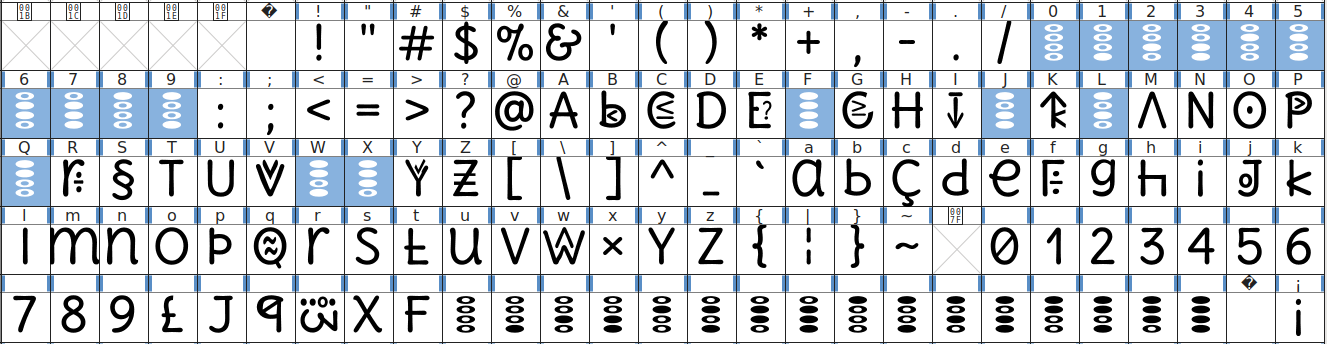 001B 001C 001D 001E 001F � ! " # $ % & ' ( ) * + , - . / 0 1 2 3 4 5
! " # $ % & ' ( ) * + , - . /
6 7 8 9 : ; < = > ? @ A B C D E F G H I J K L M N O P
: ; < = > ? @ A D H Λ N ʘ
Q R S T U V W X Y Z [ \ ] ^ _ ` a b c d e f g h i j k
§ T U [ \ ] ^ _ ` a b Ç d e g h i k
l m n o p q r s t u v w x y z { | } ~ 007F
l m n O Þ r S u V W × Y Z { ¦ } ~ 0 1 2 3 4 5 6
� ¡
7 8 9 £ J X F i